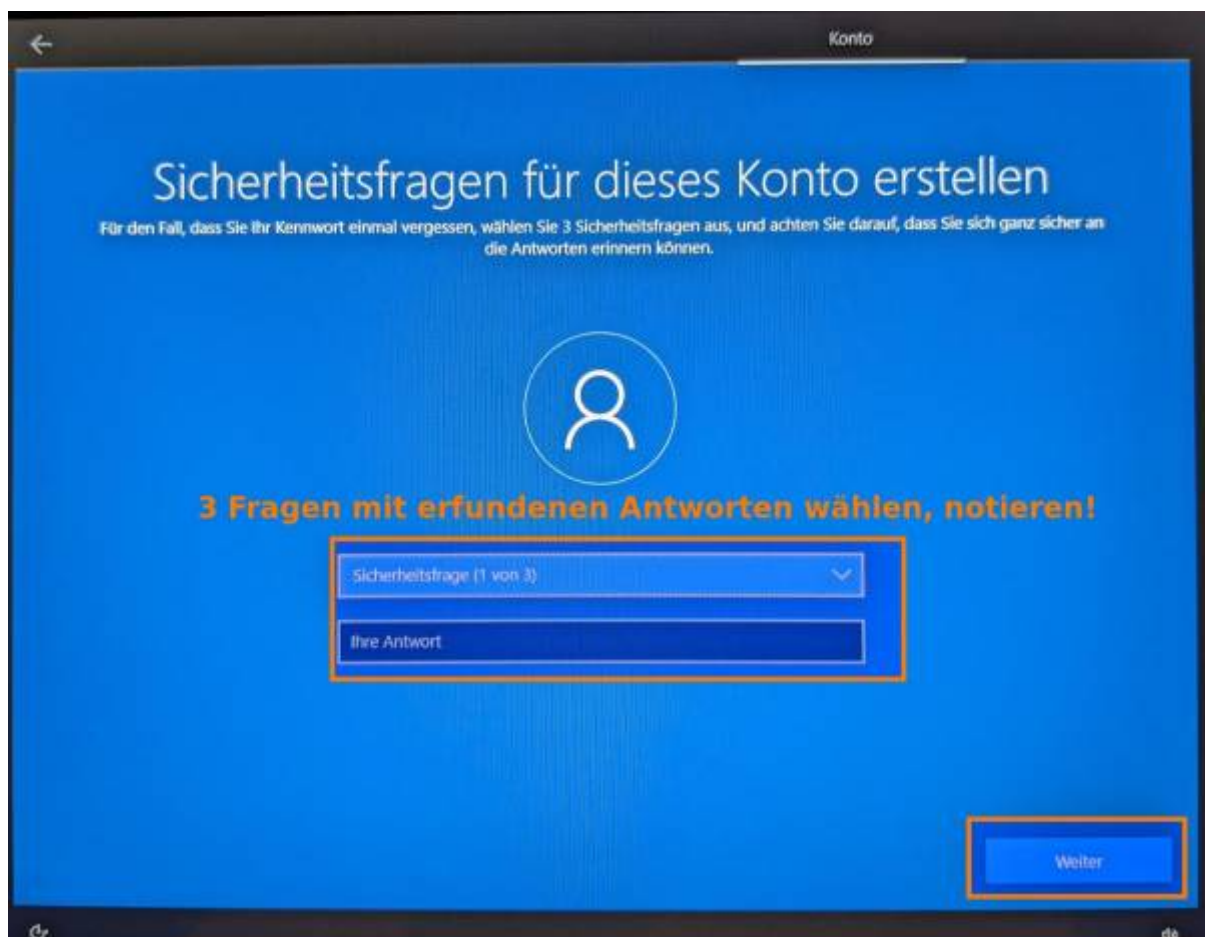 Konto
Sicherheitsfragen für dieses Konto erstellen
Für den Fall, dass Sie Ihr Kennwort einmal vergessen, wählen Sie 3 Sicherheitsfragen aus, und achten Sie darauf, dass Sie sich ganz sicher an
die Antworten erinnern können.
3 Fragen mit erfundenen Antworten wählen, notieren!
Sicherheitsfrage (1 von 3)
Ihre Antwort
Weiter